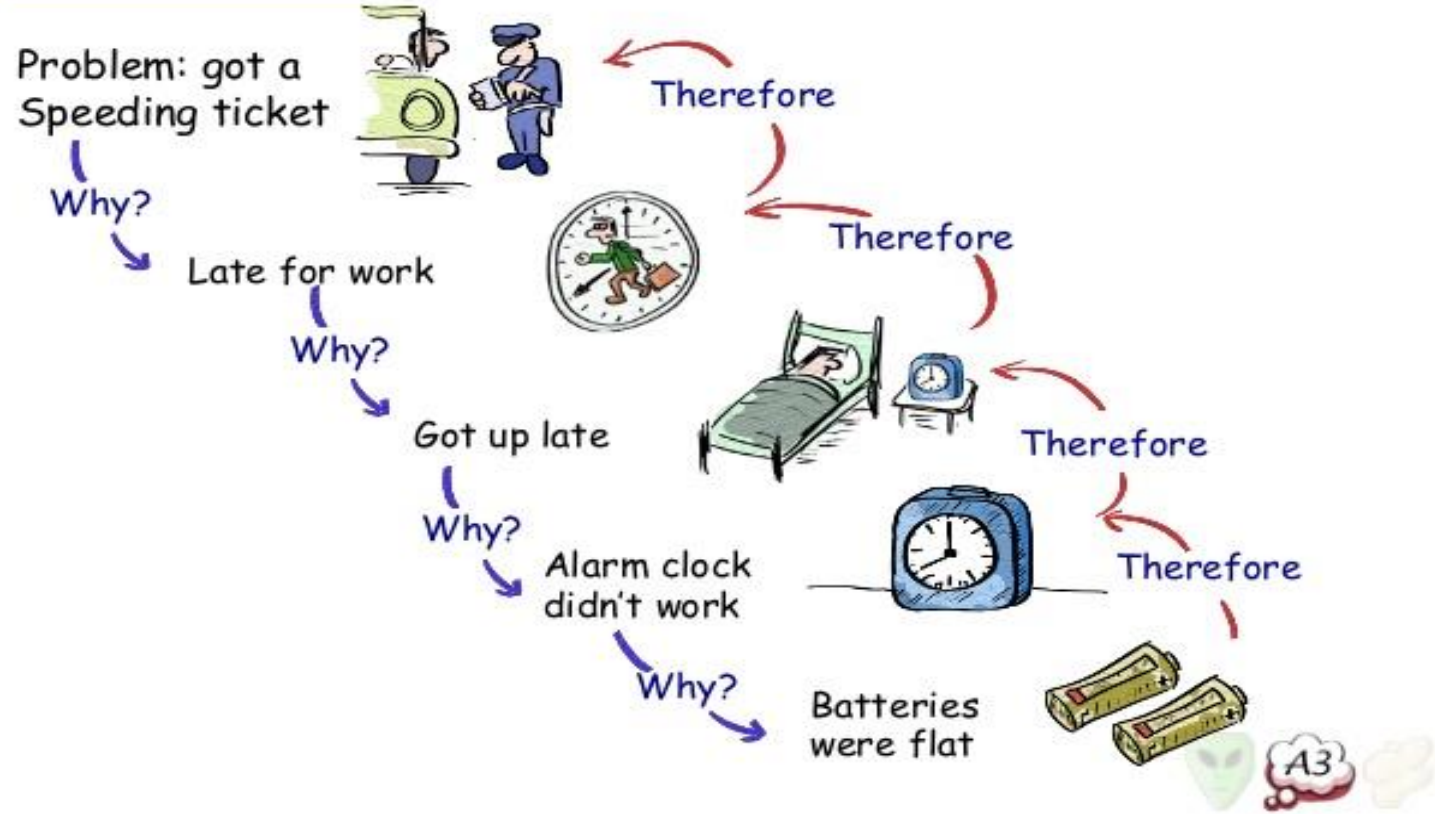 Problem: got a
Speeding ticket
Therefore
Why?
Therefore
Late for work
Why?
Got up late
Therefore
Why?
Alarm clock
didn't work
Therefore
Why?
Batteries
were flat
A3